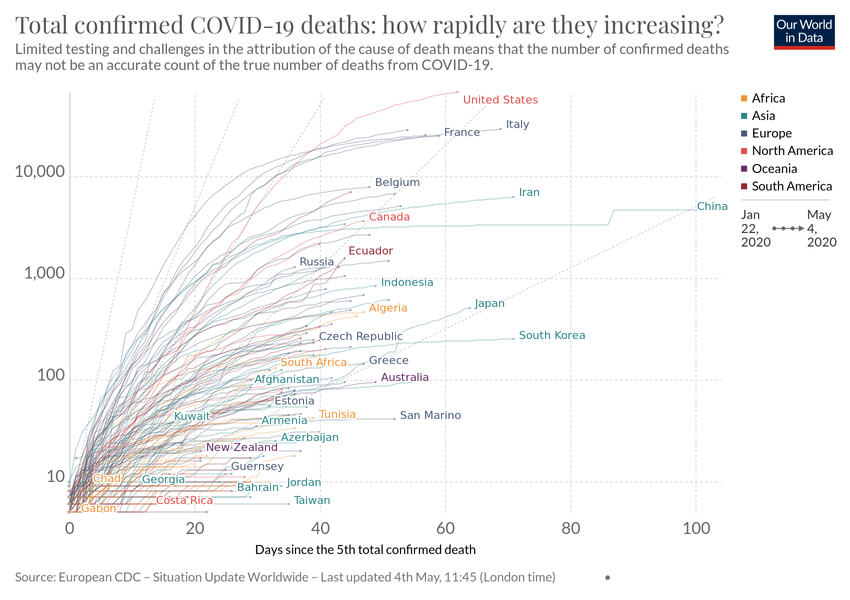 Total confirmed COVID-19 deaths: how rapidly are they increasing?
Limited testing and challenges in the attribution of the cause of death means that the number of confirmed deaths
may not be an accurate count of the true number of deaths from COVID-19.
Our World
in Data
10,000
1,000
100
10
0
20
40
60
80
100
Days since the 5th total confirmed death
United States
Italy
France
Belgium
Iran
China
Canada
Ecuador
Russia
Indonesia
Japan
Algeria
Czech Republic
South Korea
South Africa
Greece
Afghanistan
Australia
Estonia
Kuwait
Tunisia
San Marino
Armenia
Azerbaijan
New Zealand
Guernsey
Chad
Georgia
Jordan
Bahrain
Costa Rica
Taiwan
Gabon
Africa
Asia
Europe
North America
Oceania
South America
Jan
22,
2020
May
4,
2020
Source: European CDC – Situation Update Worldwide – Last updated 4th May, 11:45 (London time)